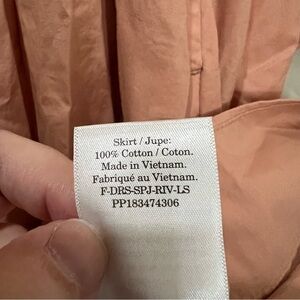 Skirt / Jupe:
100% Cotton / Coton.
Made in Vietnam.
Fabriqué au Vietnam.
F-DRS-SPJ-RIV-LS
PP183474306